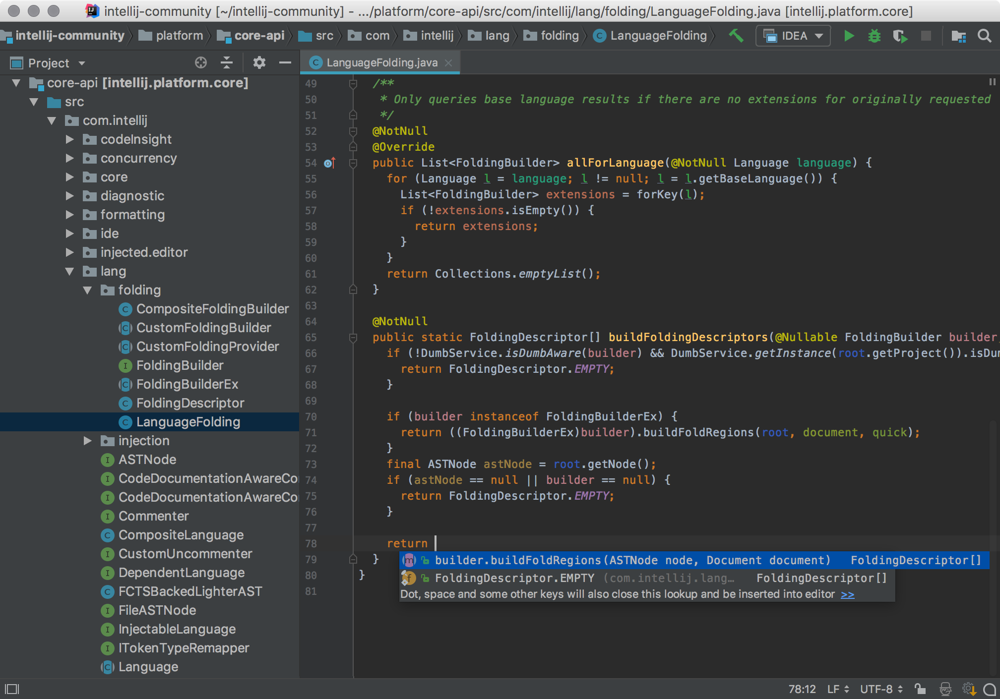 intellij-community [~/intellij-community] - .../platform/core-api/src/com/intellij/lang/folding/LanguageFolding.java [intellij.platform.core]
intellij-community platform core-api src com intellij lang folding LanguageFolding IDEA
Project
LanguageFolding.java
core-api [intellij.platform.core]
src
com.intellij
codeInsight
concurrency
core
diagnostic
formatting
ide
injected.editor
lang
folding
CompositeFoldingBuilder
CustomFoldingBuilder
CustomFoldingProvider
FoldingBuilder
FoldingBuilderEx
FoldingDescriptor
LanguageFolding
injection
ASTNode
CodeDocumentationAwareCo
CodeDocumentationAwareCo
Commenter
CompositeLanguage
CustomUncommenter
DependentLanguage
FCTSBackedLighterAST
FileASTNode
InjectableLanguage
ITokenTypeRemapper
Language
49 /**
50 * Only queries base language results if there are no extensions for originally requested
51 */
52 @NotNull
53 @Override
54 public List<FoldingBuilder> allForLanguage(@NotNull Language language) {
55 for (Language l = language; l != null; l = l.getBaseLanguage()) {
56 List<FoldingBuilder> extensions = forKey(l);
57 if (!extensions.isEmpty()) {
58 return extensions;
59 }
60 }
61 return Collections.emptyList();
62 }
63
64 @NotNull
65 public static FoldingDescriptor[] buildFoldingDescriptors(@Nullable FoldingBuilder builder,
66 if (!DumbService.isDumbAware(builder) && DumbService.getInstance(root.getProject()).isDum
67 return FoldingDescriptor.EMPTY;
68 }
69
70 if (builder instanceof FoldingBuilderEx) {
71 return ((FoldingBuilderEx)builder).buildFoldRegions(root, document, quick);
72 }
73 final ASTNode astNode = root.getNode();
74 if (astNode == null || builder == null) {
75 return FoldingDescriptor.EMPTY;
76 }
77
78 return
79 }
80 }
81
builder.buildFoldRegions(ASTNode node, Document document) FoldingDescriptor[]
FoldingDescriptor.EMPTY (com.intellij.lang… FoldingDescriptor[]
Dot, space and some other keys will also close this lookup and be inserted into editor >>
78:12 LF UTF-8